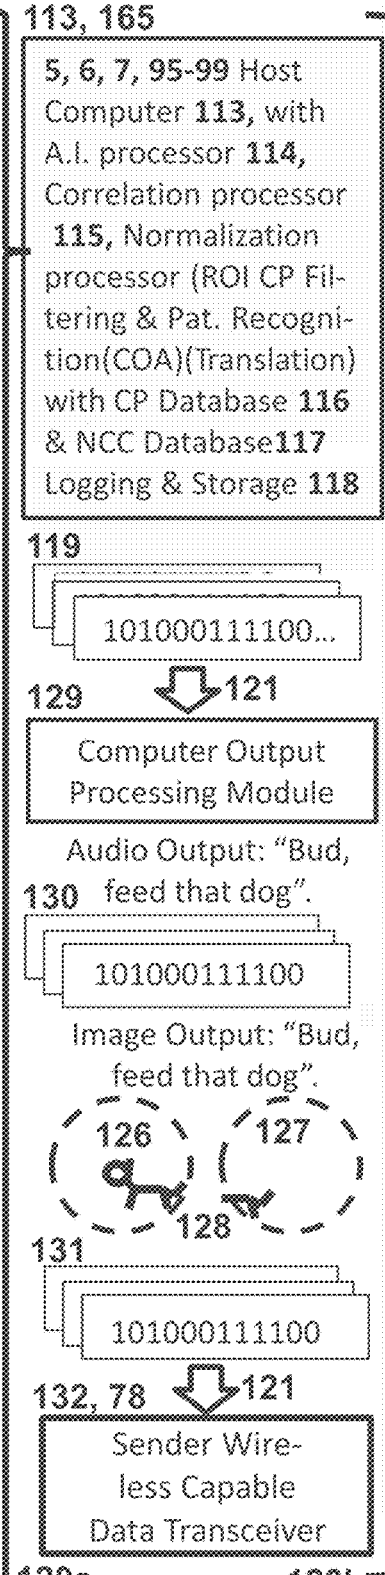 113, 165
5, 6, 7, 95-99 Host
Computer 113, with
A.I. processor 114,
Correlation processor
115, Normalization
processor (ROI CP Fil-
tering & Pat. Recogni-
tion(COA)(Translation)
with CP Database 116
& NCC Database117
Logging & Storage 118
119
101000111100...
121
129
Computer Output
Processing Module
Audio Output: “Bud,
130 feed that dog”.
101000111100
Image Output: “Bud,
feed that dog”.
126 127
128
131
101000111100
121
132, 78
Sender Wire-
less Capable
Data Transceiver